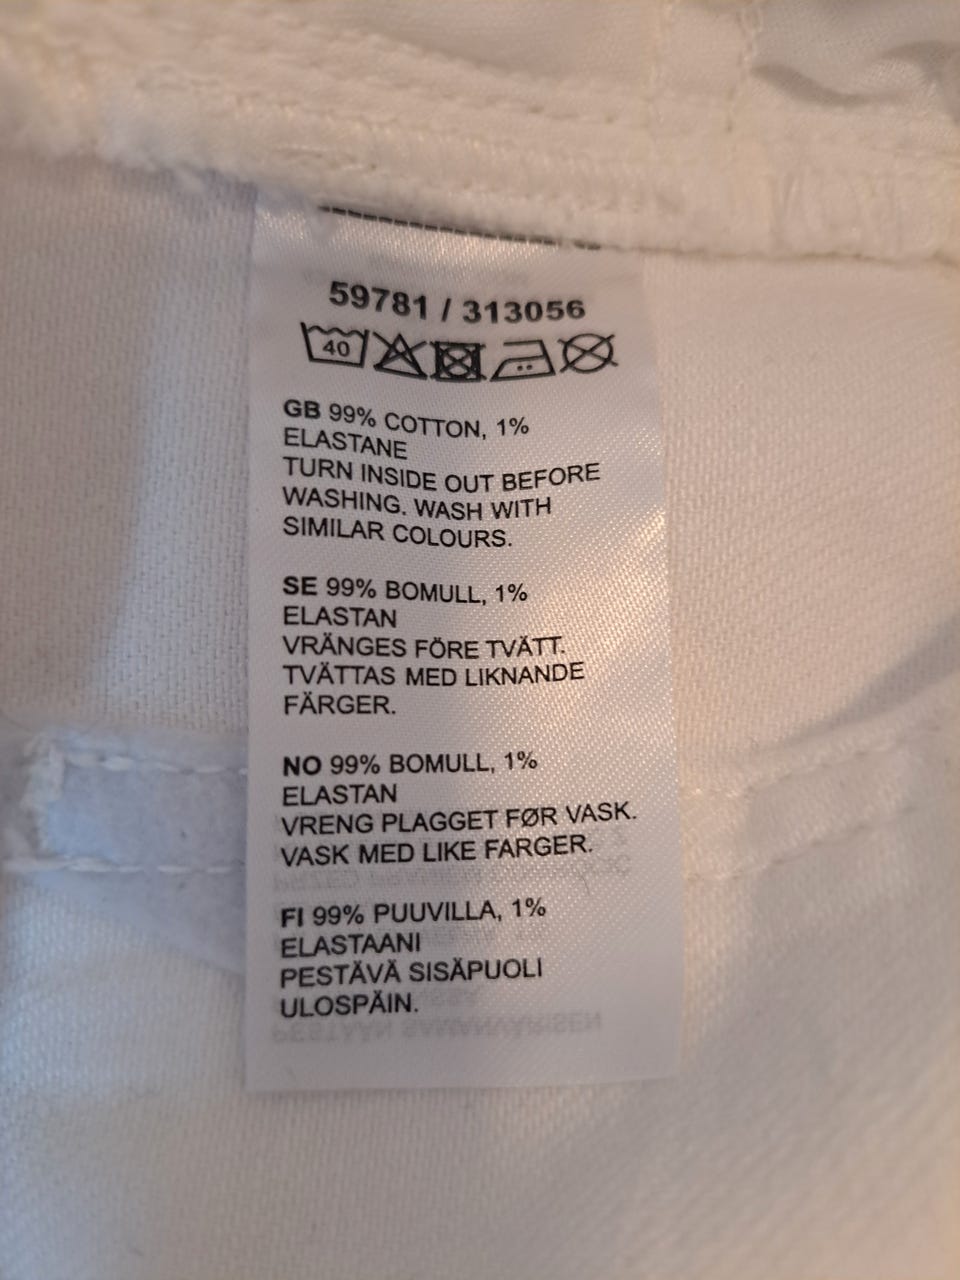 59781 / 313056
40
GB 99% COTTON, 1%
ELASTANE
TURN INSIDE OUT BEFORE
WASHING. WASH WITH
SIMILAR COLOURS.
SE 99% BOMULL, 1%
ELASTAN
VRÄNGES FÖRE TVÄTT.
TVÄTTAS MED LIKNANDE
FÄRGER.
NO 99% BOMULL, 1%
ELASTAN
VRENG PLAGGET FØR VASK.
VASK MED LIKE FARGER.
FI 99% PUUVILLA, 1%
ELASTAANI
PESTÄVÄ SISÄPUOLI
ULOSPÄIN.